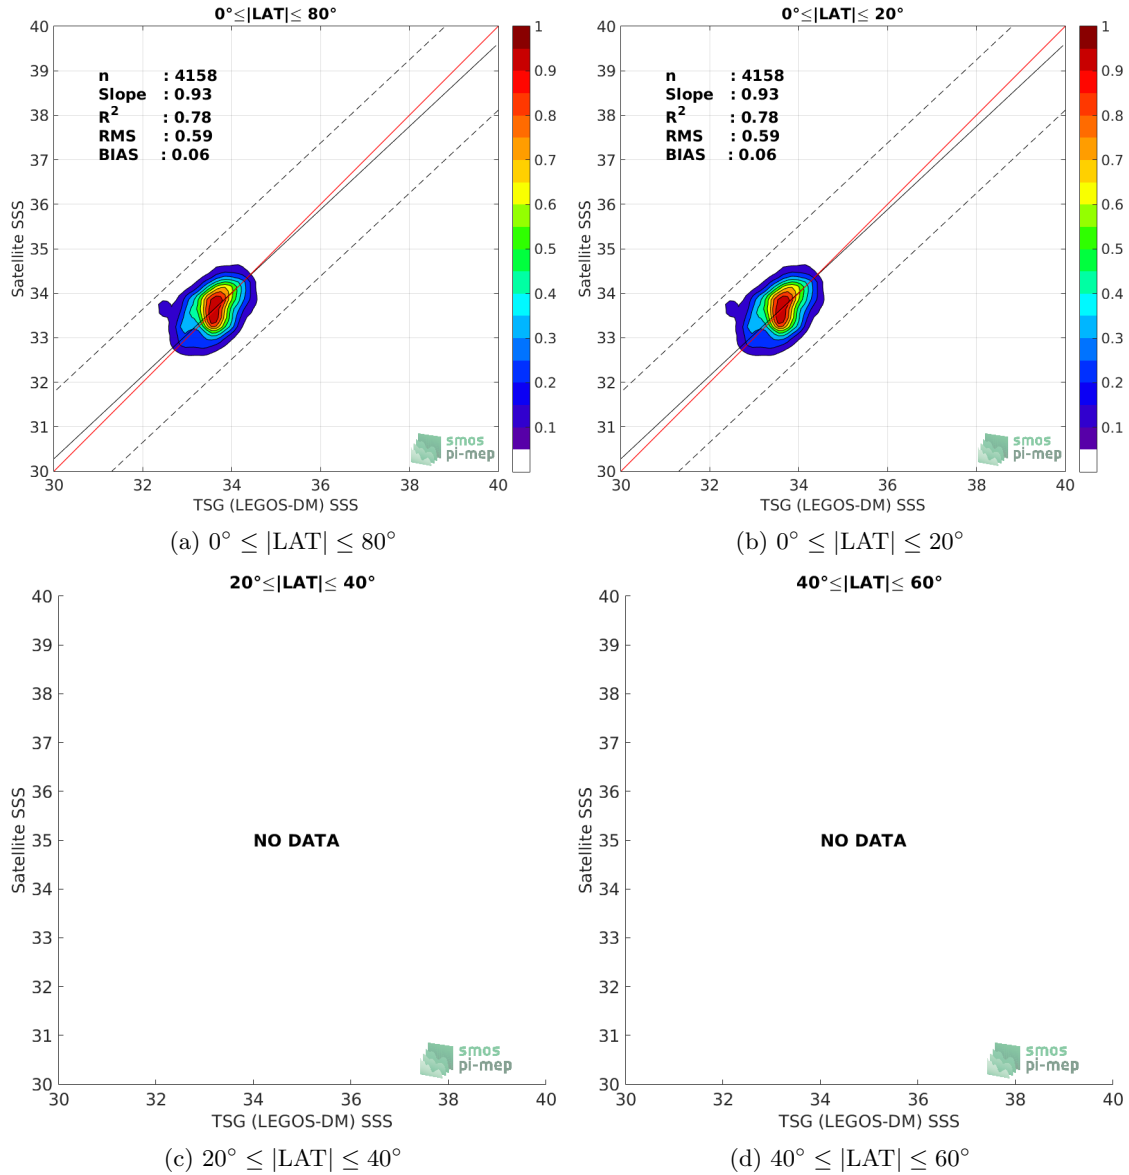 0°≤|LAT|≤ 80°
40
39
38
37
36
35
34
33
32
31
30
n : 4158
Slope : 0.93
R² : 0.78
RMS : 0.59
BIAS : 0.06
Satellite SSS
smos
pi-mep
30 32 34 36 38 40
TSG (LEGOS-DM) SSS
1
0.9
0.8
0.7
0.6
0.5
0.4
0.3
0.2
0.1
(a) 0° ≤ |LAT| ≤ 80°
0°≤|LAT|≤ 20°
40
39
38
37
36
35
34
33
32
31
30
n : 4158
Slope : 0.93
R² : 0.78
RMS : 0.59
BIAS : 0.06
Satellite SSS
smos
pi-mep
30 32 34 36 38 40
TSG (LEGOS-DM) SSS
1
0.9
0.8
0.7
0.6
0.5
0.4
0.3
0.2
0.1
(b) 0° ≤ |LAT| ≤ 20°
20°≤|LAT|≤ 40°
40
39
38
37
36
35
34
33
32
31
30
Satellite SSS
NO DATA
smos
pi-mep
30 32 34 36 38 40
TSG (LEGOS-DM) SSS
(c) 20° ≤ |LAT| ≤ 40°
40°≤|LAT|≤ 60°
40
39
38
37
36
35
34
33
32
31
30
Satellite SSS
NO DATA
smos
pi-mep
30 32 34 36 38 40
TSG (LEGOS-DM) SSS
(d) 40° ≤ |LAT| ≤ 60°